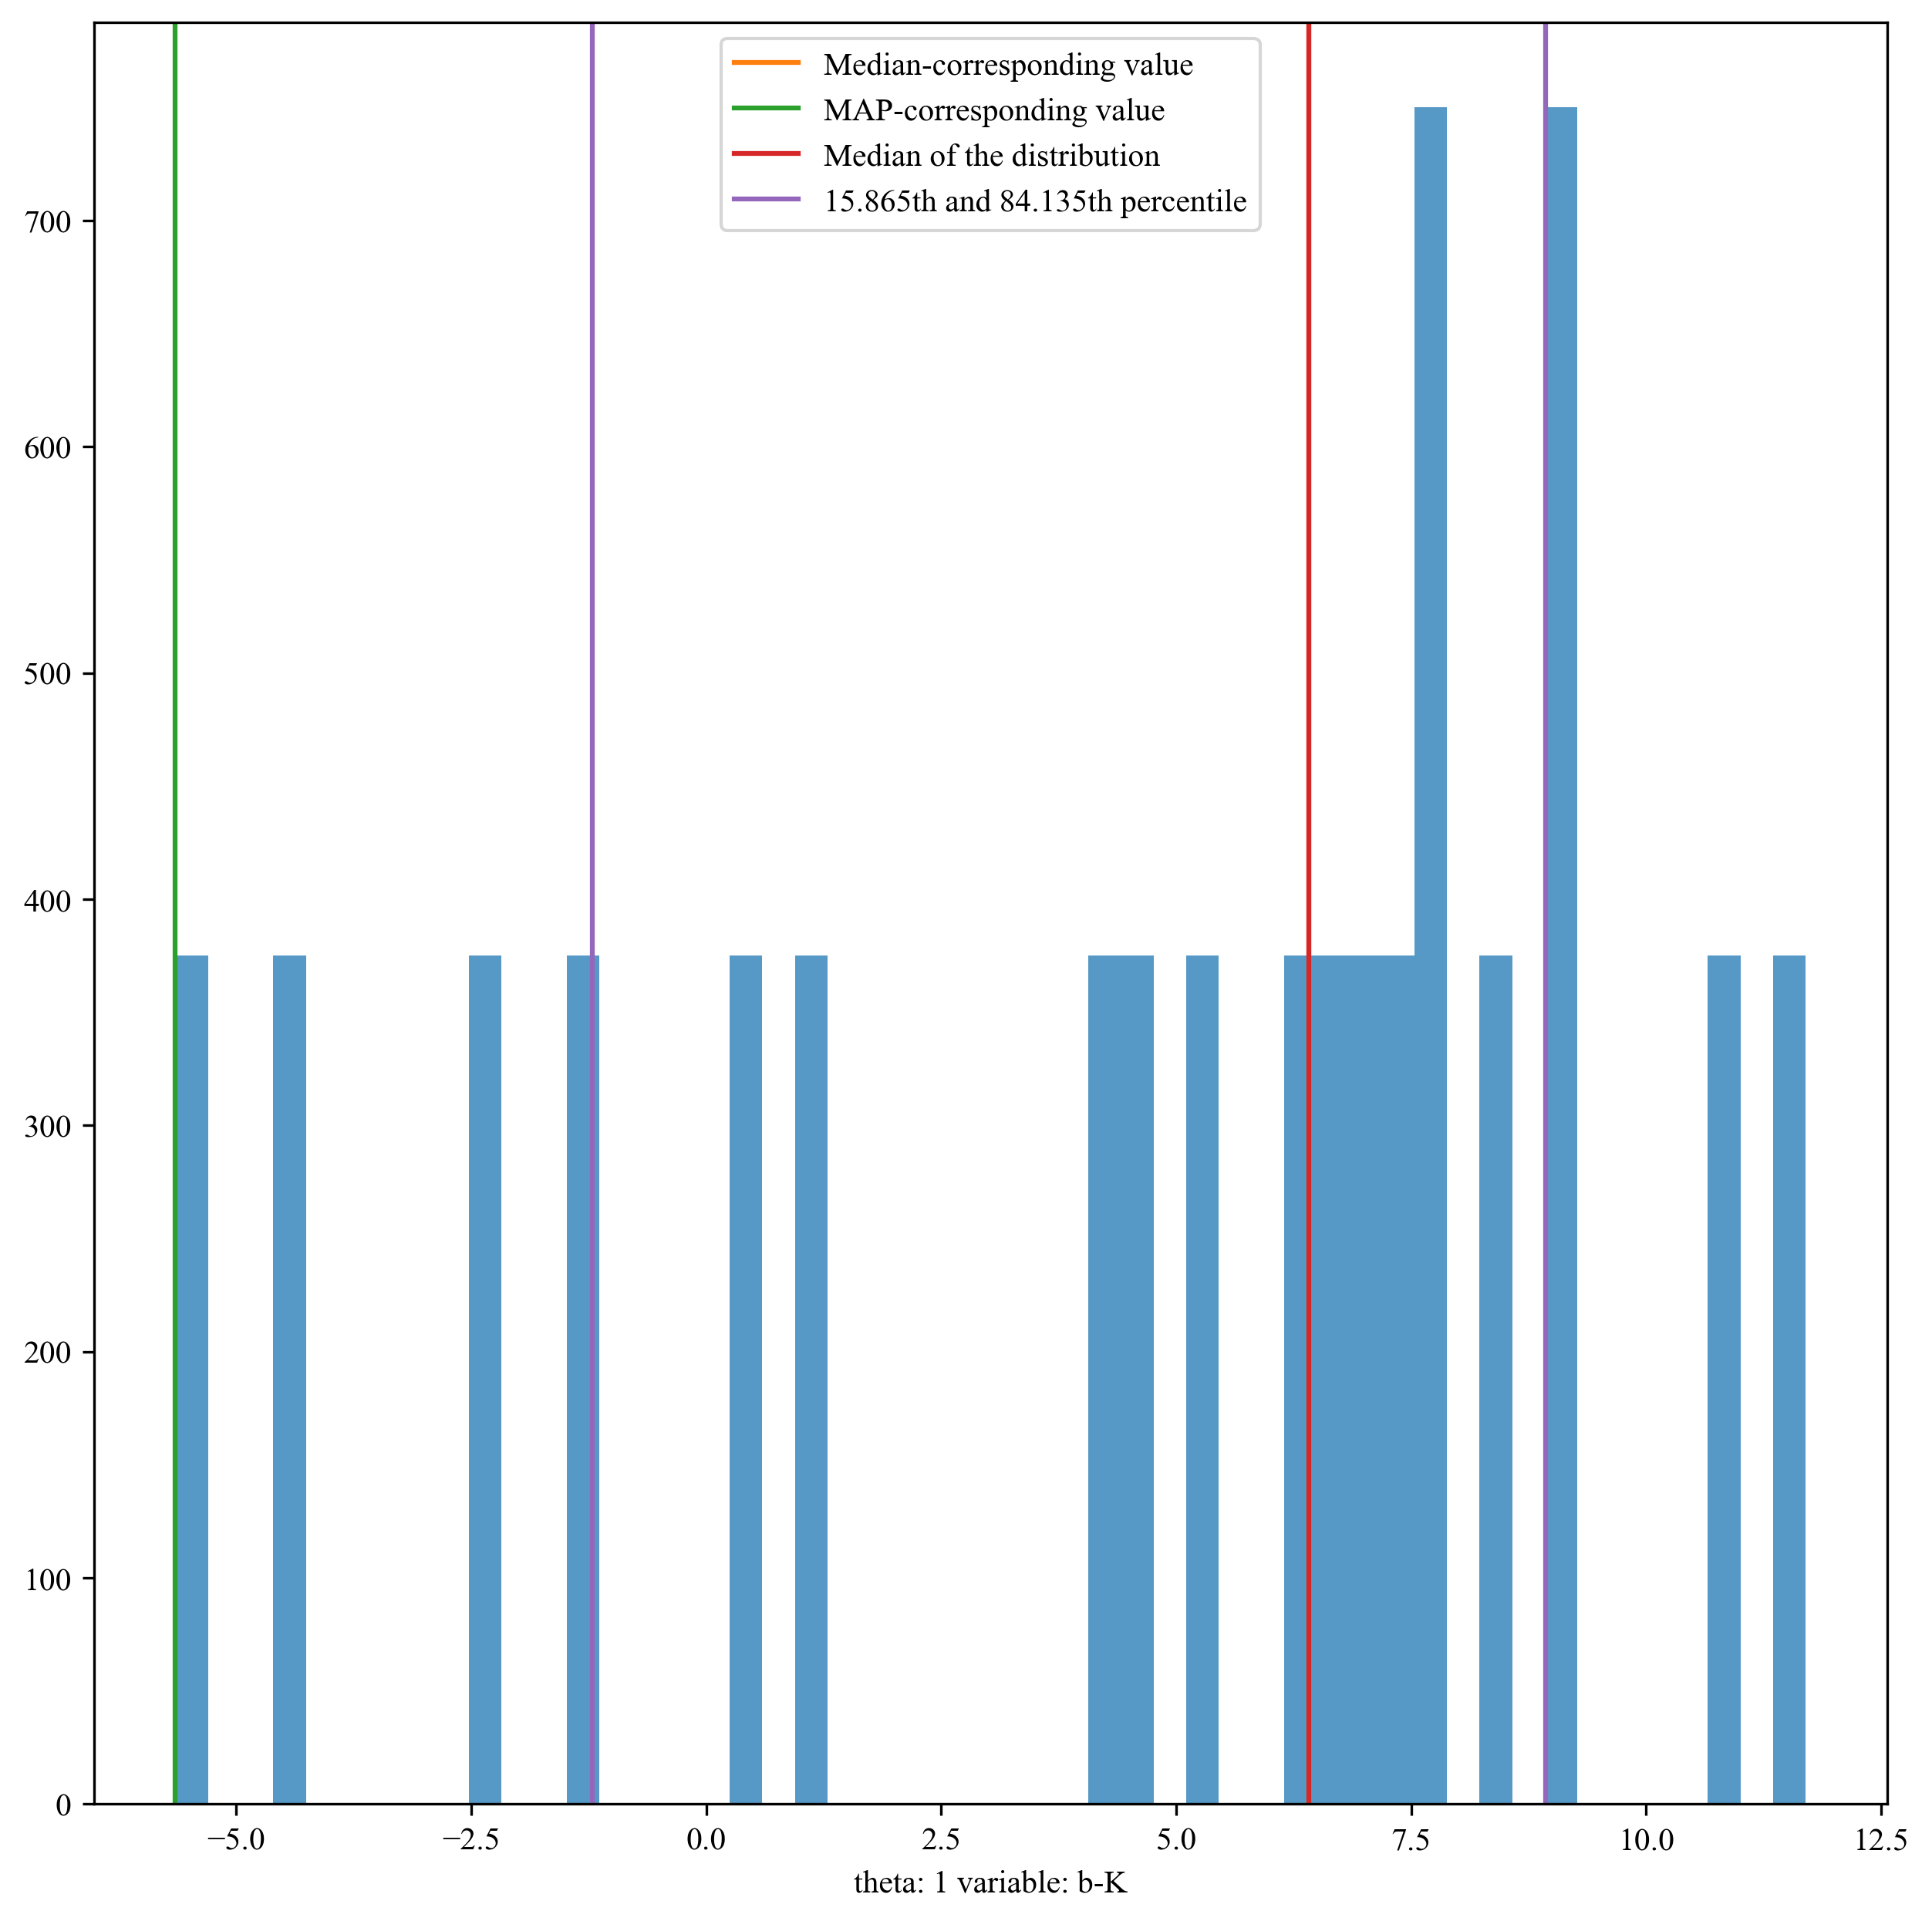 Median-corresponding value
MAP-corresponding value
Median of the distribution
15.865th and 84.135th percentile
700
600
500
400
300
200
100
0
−5.0 −2.5 0.0 2.5 5.0 7.5 10.0 12.5
theta: 1 variable: b-K